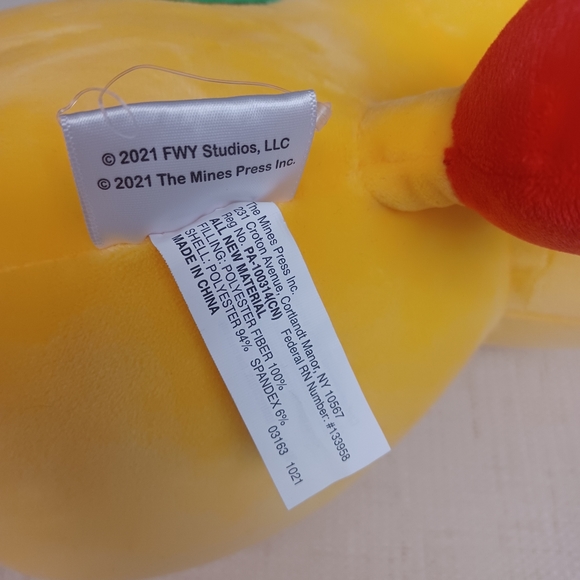 © 2021 FWY Studios, LLC
© 2021 The Mines Press Inc.
The Mines Press Inc.
231 Croton Avenue, Cortlandt Manor, NY 10567
Reg No. PA-100314(CN) Federal RN Number: #133958
ALL NEW MATERIAL
FILLING: POLYESTER FIBER 100%
SHELL: POLYESTER 94% SPANDEX 6%
MADE IN CHINA 03163 1021